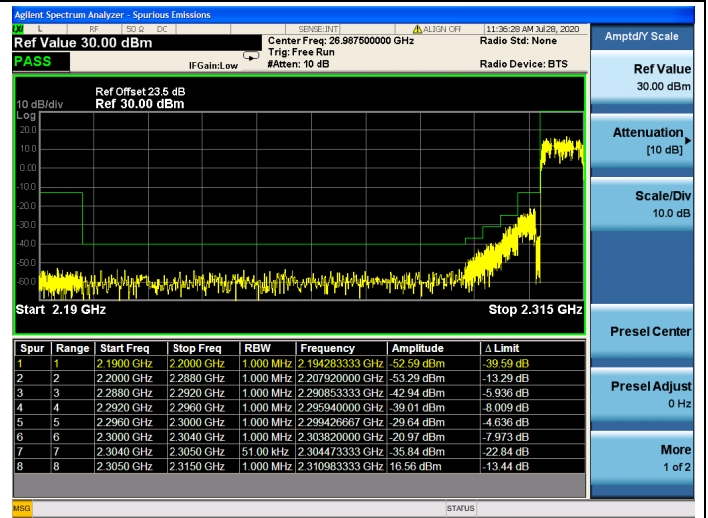 Agilent Spectrum Analyzer - Spurious Emissions
LXI L RF 50 Ω DC SENSE:INT ALIGN OFF 11:36:28 AM Jul 28, 2020
Ref Value 30.00 dBm Center Freq: 26.987500000 GHz Radio Std: None
Trig: Free Run
PASS IFGain:Low #Atten: 10 dB Radio Device: BTS
Ref Offset 23.5 dB
10 dB/div Ref 30.00 dBm
Log
20.0
10.0
0.00
-10.0
-20.0
-30.0
-40.0
-50.0
-60.0
Start 2.19 GHz Stop 2.315 GHz
Spur Range Start Freq Stop Freq RBW Frequency Amplitude Δ Limit
1 1 2.1900 GHz 2.2000 GHz 1.000 MHz 2.194283333 GHz -52.59 dBm -39.59 dB
2 2 2.2000 GHz 2.2880 GHz 1.000 MHz 2.207920000 GHz -53.29 dBm -13.29 dB
3 3 2.2880 GHz 2.2920 GHz 1.000 MHz 2.290853333 GHz -42.94 dBm -5.936 dB
4 4 2.2920 GHz 2.2960 GHz 1.000 MHz 2.295940000 GHz -39.01 dBm -8.009 dB
5 5 2.2960 GHz 2.3000 GHz 1.000 MHz 2.299426667 GHz -29.64 dBm -4.636 dB
6 6 2.3000 GHz 2.3040 GHz 1.000 MHz 2.303820000 GHz -20.97 dBm -7.973 dB
7 7 2.3040 GHz 2.3050 GHz 51.00 kHz 2.304473333 GHz -35.84 dBm -22.84 dB
8 8 2.3050 GHz 2.3150 GHz 1.000 MHz 2.310983333 GHz 16.56 dBm -13.44 dB
MSG STATUS
Amptd/Y Scale
Ref Value
30.00 dBm
Attenuation
[10 dB]
Scale/Div
10.0 dB
Presel Center
Presel Adjust
0 Hz
More
1 of 2